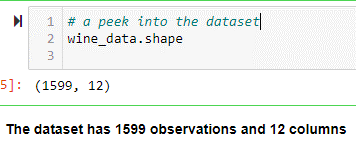 1 # a peek into the dataset
2 wine_data.shape
3
5]: (1599, 12)
The dataset has 1599 observations and 12 columns